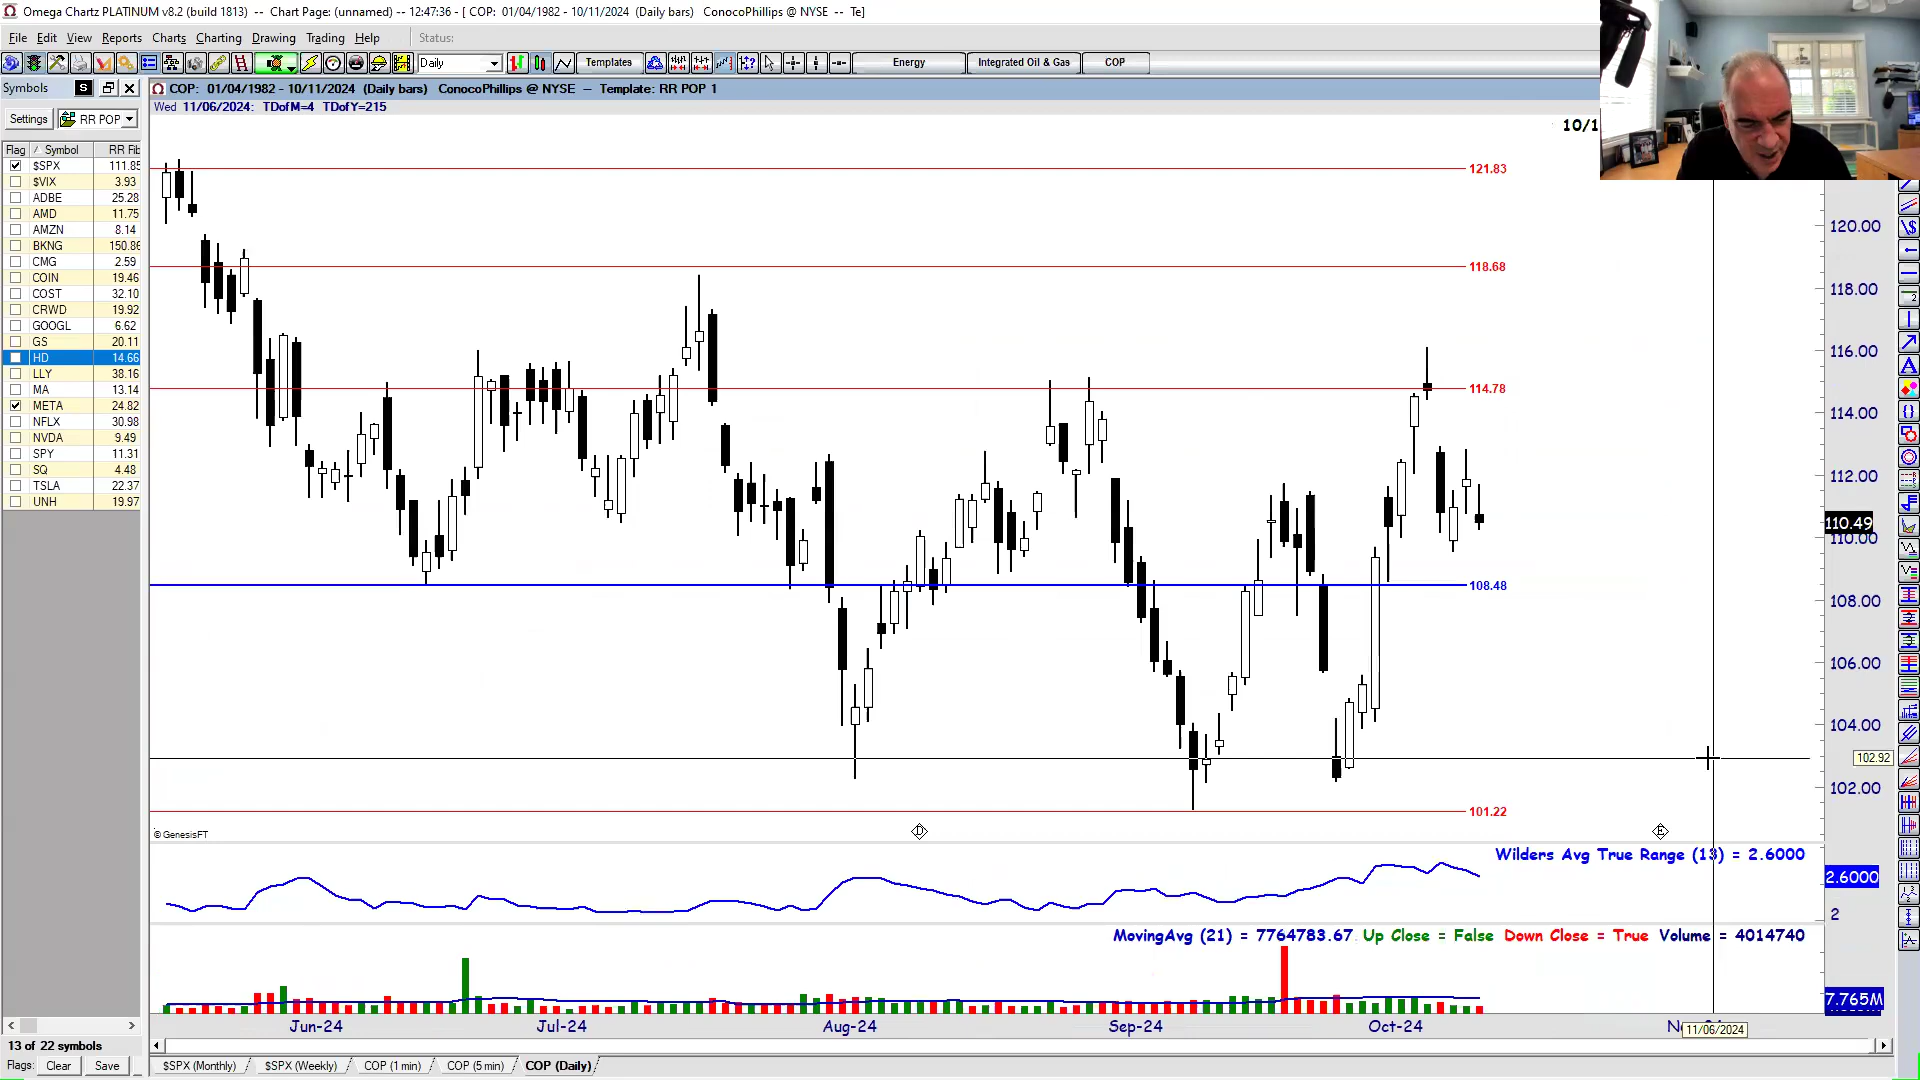 Omega Chartz PLATINUM v8.2 (build 1813) -- Chart Page: (unnamed) -- 12:47:36 - [ COP: 01/04/1982 - 10/11/2024 (Daily bars) ConocoPhillips @ NYSE -- Te]
File Edit View Reports Charts Charting Drawing Trading Help Status:
Daily Templates Energy Integrated Oil & Gas COP
Symbols S
COP: 01/04/1982 - 10/11/2024 (Daily bars) ConocoPhillips @ NYSE -- Template: RR POP 1
Wed 11/06/2024: TDofM=4 TDofY=215
Settings RR POP
10/1
Flag Symbol RR Fib
$SPX 111.85
$VIX 3.93
ADBE 25.28
AMD 11.75
AMZN 8.14
BKNG 150.86
CMG 2.59
COIN 19.46
COST 32.10
CRWD 19.92
GOOGL 6.62
GS 20.11
HD 14.66
LLY 38.16
MA 13.14
META 24.82
NFLX 30.98
NVDA 9.49
SPY 11.31
SQ 4.48
TSLA 22.37
UNH 19.97
121.83
118.68
114.78
108.48
101.22
120.00
118.00
116.00
114.00
112.00
110.49
110.00
108.00
106.00
104.00
102.92
102.00
D
E
© GenesisFT
Wilders Avg True Range (13) = 2.6000
2.6000
2
MovingAvg (21) = 7764783.67 Up Close = False Down Close = True Volume = 4014740
7.765M
Jun-24 Jul-24 Aug-24 Sep-24 Oct-24
11/06/2024
13 of 22 symbols
Flags: Clear Save
$SPX (Monthly) $SPX (Weekly) COP (1 min) COP (5 min) COP (Daily)